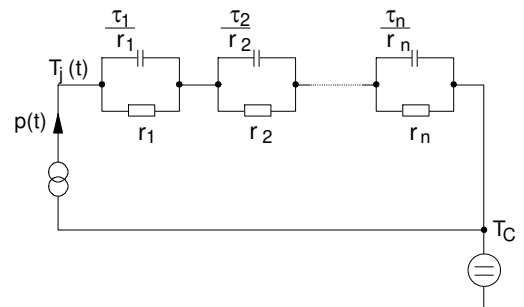 τ1 τ2 τn
r1 r2 rn
Tj (t)
p(t)
r1 r2 rn
TC